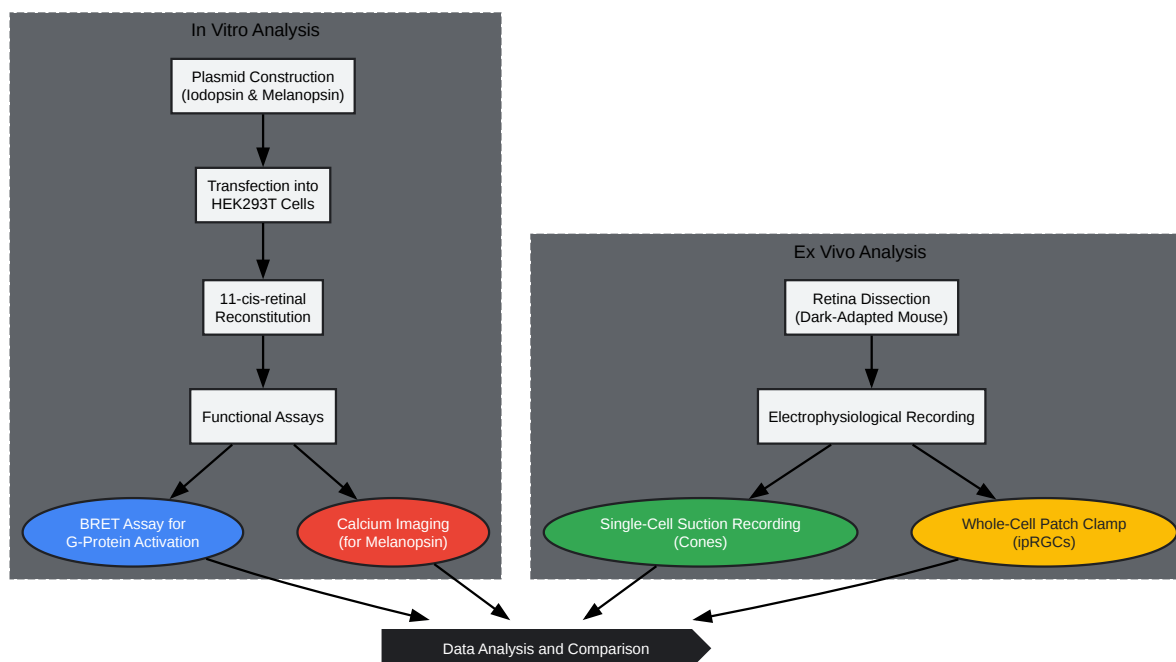 In Vitro Analysis
Plasmid Construction
(Iodopsin & Melanopsin)
Transfection into
HEK293T Cells
11-cis-retinal
Reconstitution
Functional Assays
BRET Assay for
G-Protein Activation
Calcium Imaging
(for Melanopsin)
Ex Vivo Analysis
Retina Dissection
(Dark-Adapted Mouse)
Electrophysiological Recording
Single-Cell Suction Recording
(Cones)
Whole-Cell Patch Clamp
(ipRGCs)
Data Analysis and Comparison